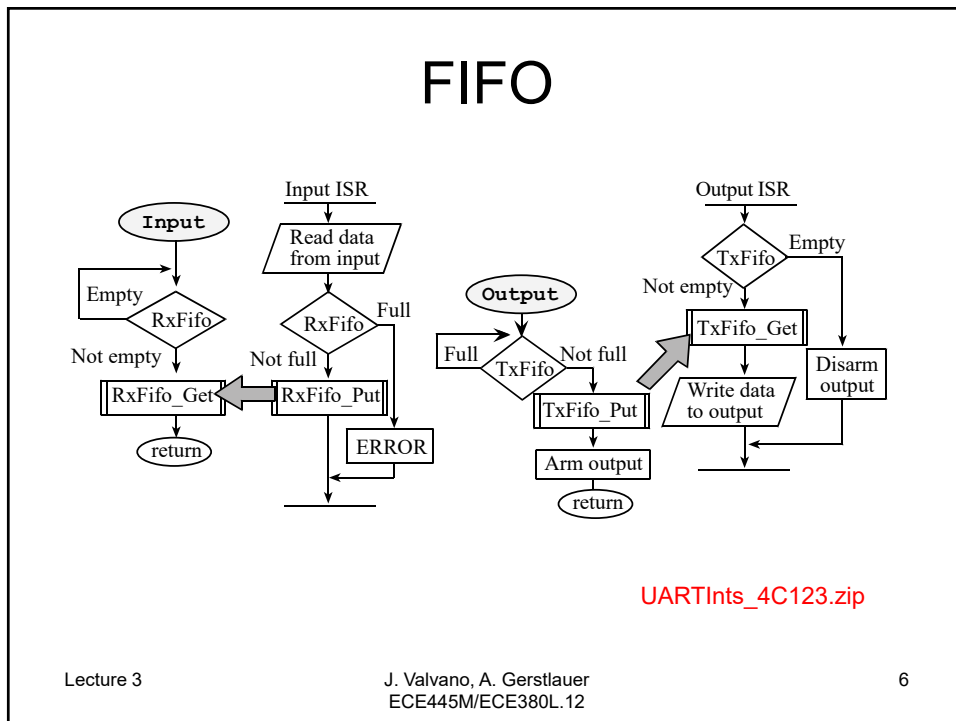 FIFO
Input
Empty
RxFifo
Not empty
RxFifo_Get
return
Input ISR
Read data
from input
RxFifo
Full
Not full
RxFifo_Put
ERROR
Output
Full
TxFifo
Not full
TxFifo_Put
Arm output
return
Output ISR
TxFifo
Empty
Not empty
TxFifo_Get
Write data
to output
Disarm
output
UARTInts_4C123.zip
Lecture 3
J. Valvano, A. Gerstlauer
ECE445M/ECE380L.12
6